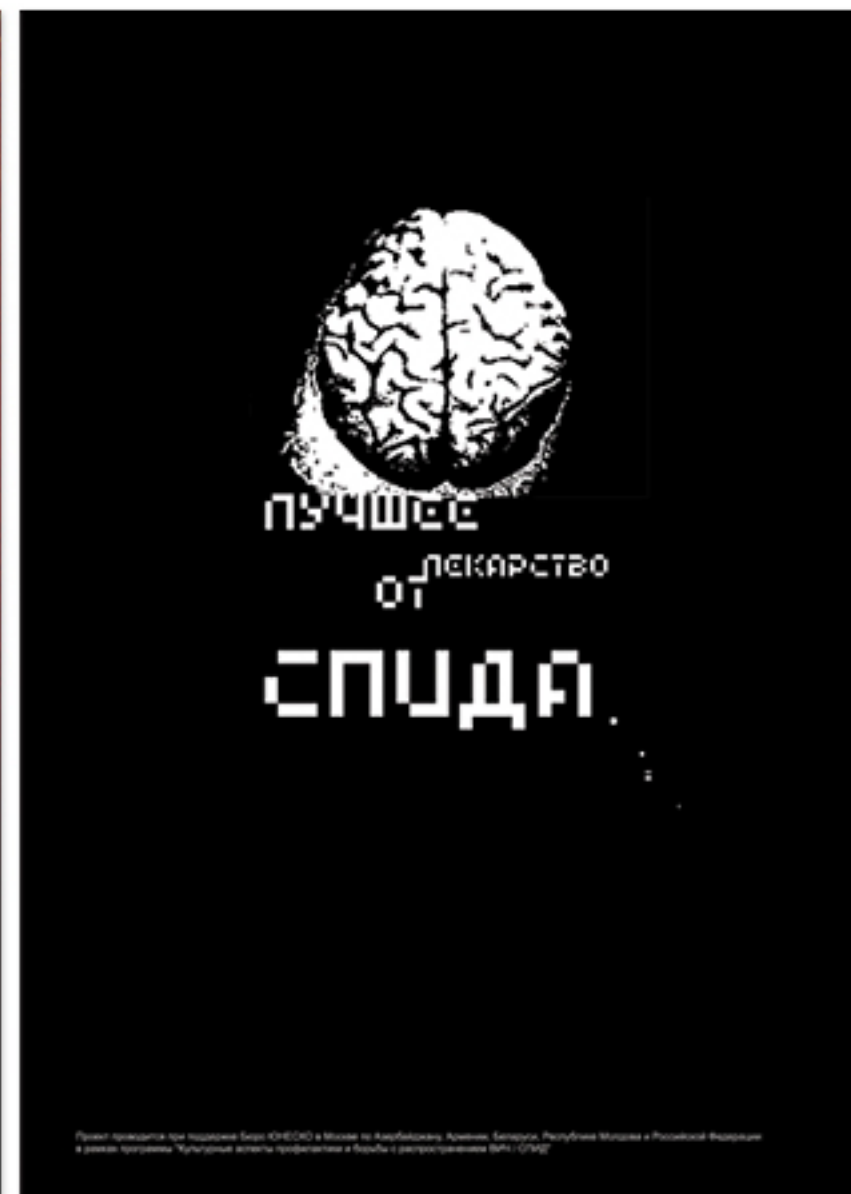 ЛУЧШЕЕ
ЛЕКАРСТВО
ОТ
СПИДА.
Проект проводится при поддержке Бюро ЮНЕСКО в Москве по Азербайджану, Армении, Беларуси, Республике Молдова и Российской Федерации
в рамках программы "Культурные аспекты профилактики и борьбы с распространением ВИЧ / СПИД"